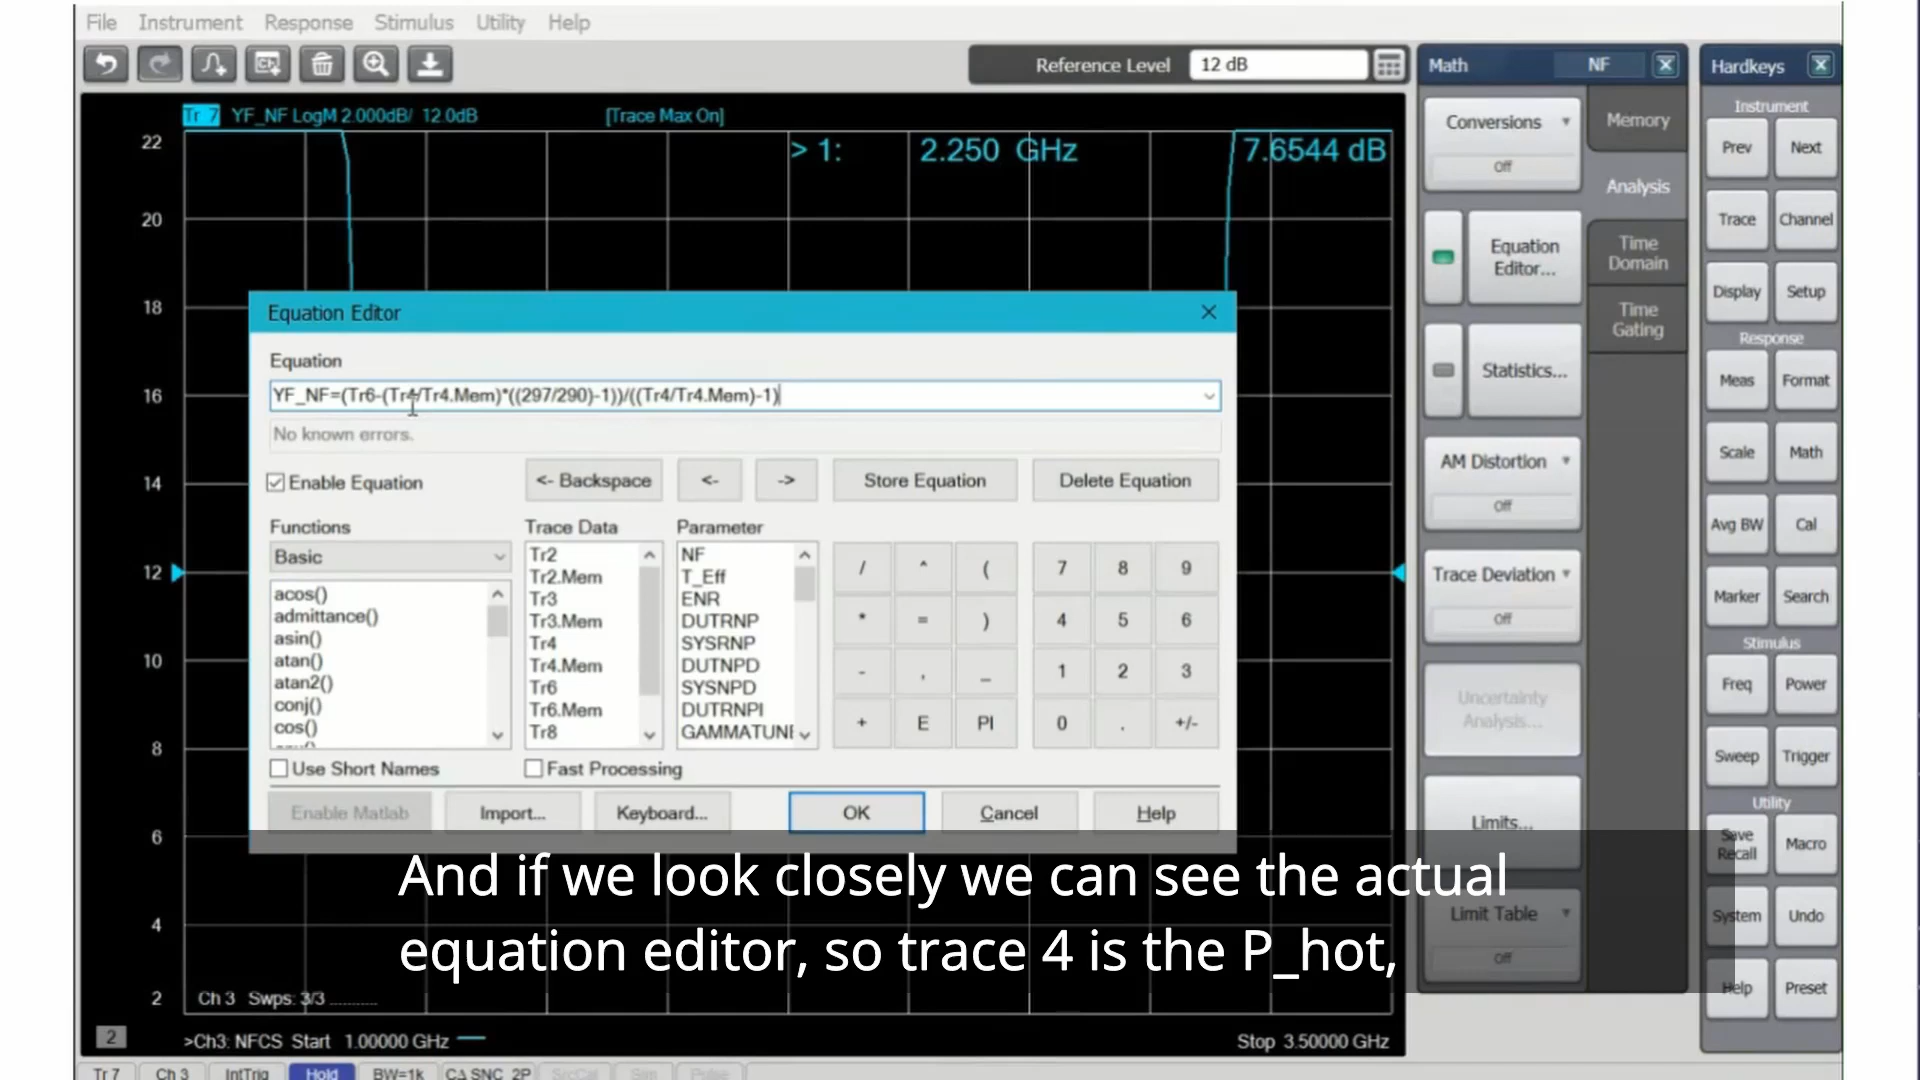 File Instrument Response Stimulus Utility Help
Reference Level 12 dB
Math NF
Hardkeys
Tr 7 YF_NF LogM 2.000dB/ 12.0dB [Trace Max On]
> 1: 2.250 GHz 7.6544 dB
22
20
18
16
14
12
10
8
6
4
2
Equation Editor
Equation
YF_NF=(Tr6-(Tr4/Tr4.Mem)*((297/290)-1))/((Tr4/Tr4.Mem)-1)
No known errors.
Enable Equation
<- Backspace <- -> Store Equation Delete Equation
Functions
Basic
acos()
admittance()
asin()
atan()
atan2()
conj()
cos()
Trace Data
Tr2
Tr2.Mem
Tr3
Tr3.Mem
Tr4
Tr4.Mem
Tr6
Tr6.Mem
Tr8
Parameter
NF
T_Eff
ENR
DUTRNP
SYSRNP
DUTNPD
SYSNPD
DUTRNPI
GAMMATUNE
/ ^ ( 7 8 9
* = ) 4 5 6
- , _ 1 2 3
+ E PI 0 . +/-
Use Short Names Fast Processing
Enable Matlab Import... Keyboard... OK Cancel Help
And if we look closely we can see the actual
equation editor, so trace 4 is the P_hot,
Ch 3 Swps: 3/3
2 >Ch3: NFCS Start 1.00000 GHz Stop 3.50000 GHz
Tr 7 Ch 3 IntTrig Hold BW=1k CΔ SNC_2P SrcCal Sim Pulse
Conversions
Off
Equation
Editor...
Statistics...
AM Distortion
Off
Trace Deviation
Off
Uncertainty
Analysis...
Limits...
Limit Table
Off
Memory
Analysis
Time
Domain
Time
Gating
Instrument
Prev Next
Trace Channel
Display Setup
Response
Meas Format
Scale Math
Avg BW Cal
Marker Search
Stimulus
Freq Power
Sweep Trigger
Utility
Save
Recall Macro
System Undo
Help Preset